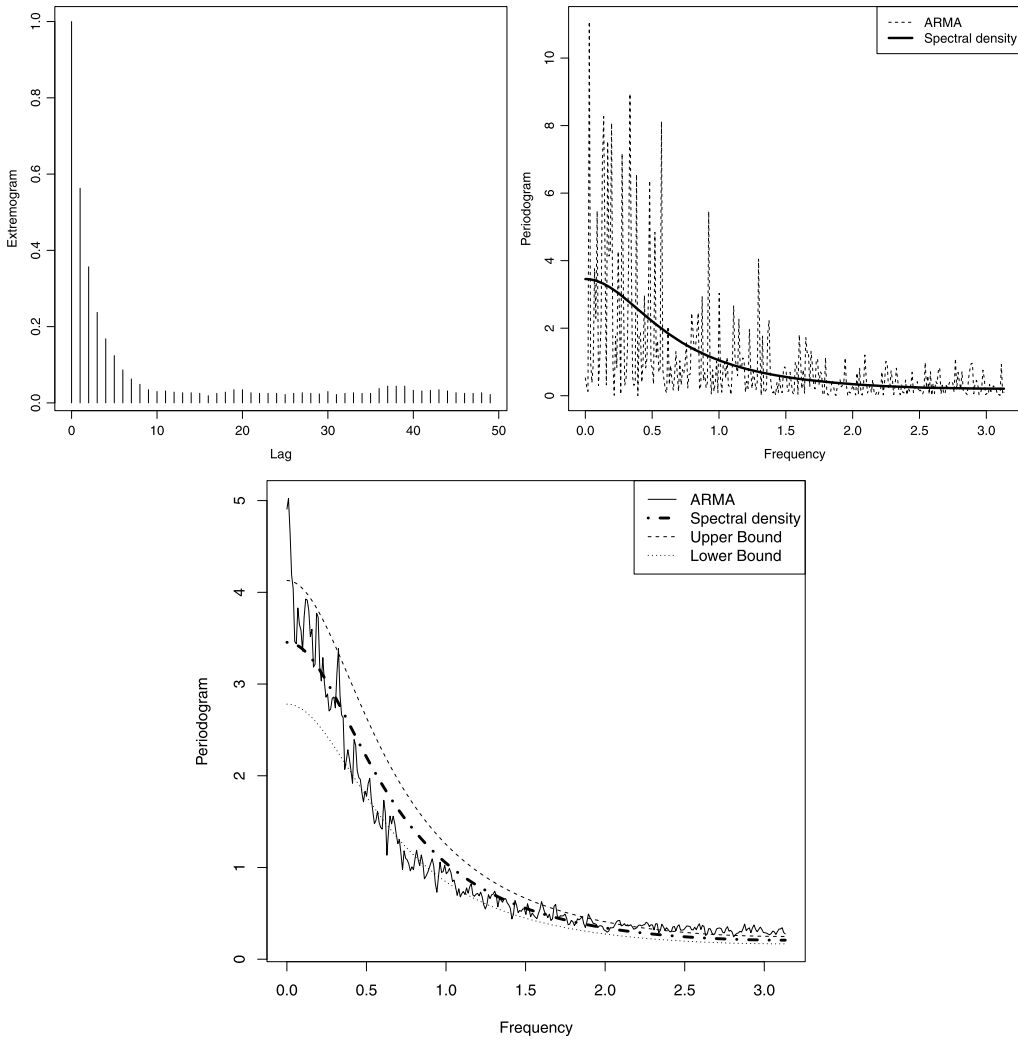 Extremogram
0.0 0.2 0.4 0.6 0.8 1.0
0 10 20 30 40 50
Lag
Periodogram
0 2 4 6 8 10
ARMA
Spectral density
0.0 0.5 1.0 1.5 2.0 2.5 3.0
Frequency
Periodogram
0 1 2 3 4 5
ARMA
Spectral density
Upper Bound
Lower Bound
0.0 0.5 1.0 1.5 2.0 2.5 3.0
Frequency